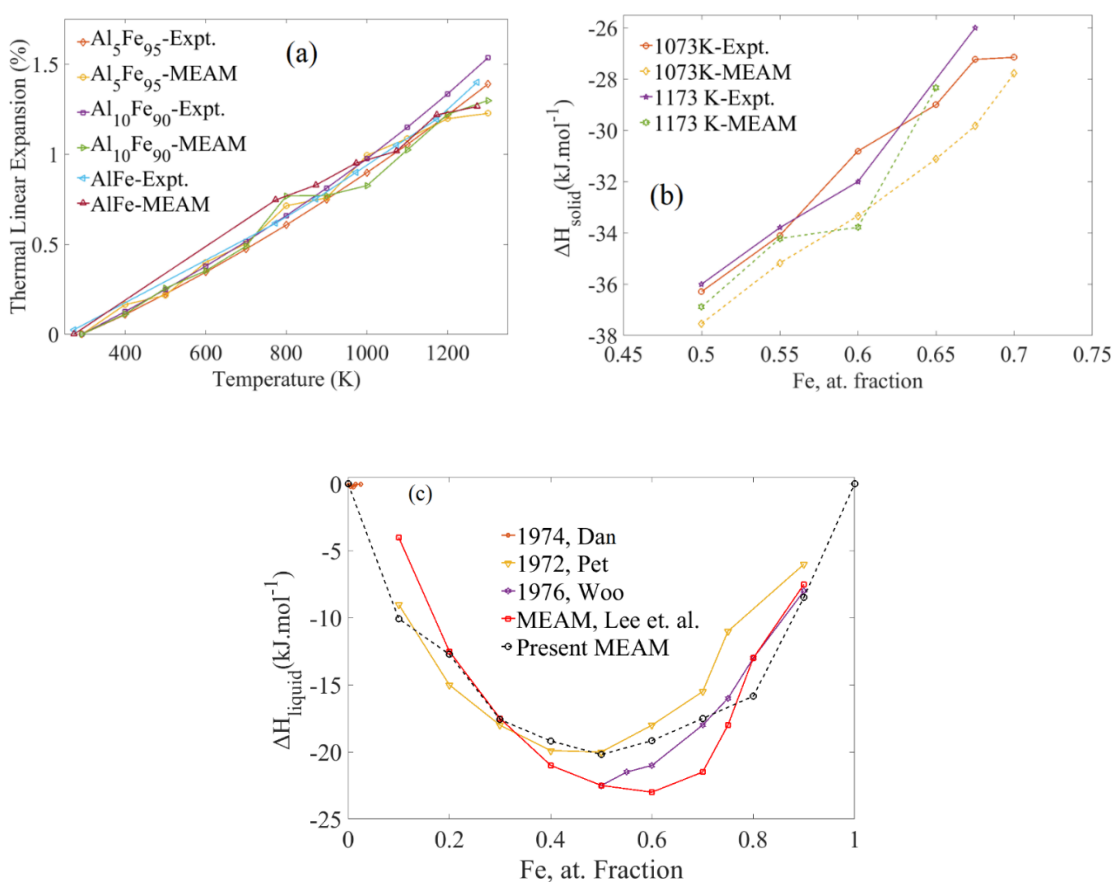 (a)
Al5Fe95-Expt.
Al5Fe95-MEAM
Al10Fe90-Expt.
Al10Fe90-MEAM
AlFe-Expt.
AlFe-MEAM
Thermal Linear Expansion (%)
1.5
1
0.5
0
400 600 800 1000 1200
Temperature (K)
(b)
1073K-Expt.
1073K-MEAM
1173 K-Expt.
1173 K-MEAM
ΔHsolid(kJ.mol-1)
-26
-28
-30
-32
-34
-36
-38
0.45 0.5 0.55 0.6 0.65 0.7 0.75
Fe, at. fraction
(c)
1974, Dan
1972, Pet
1976, Woo
MEAM, Lee et. al.
Present MEAM
ΔHliquid(kJ.mol-1)
0
-5
-10
-15
-20
-25
0 0.2 0.4 0.6 0.8 1
Fe, at. Fraction